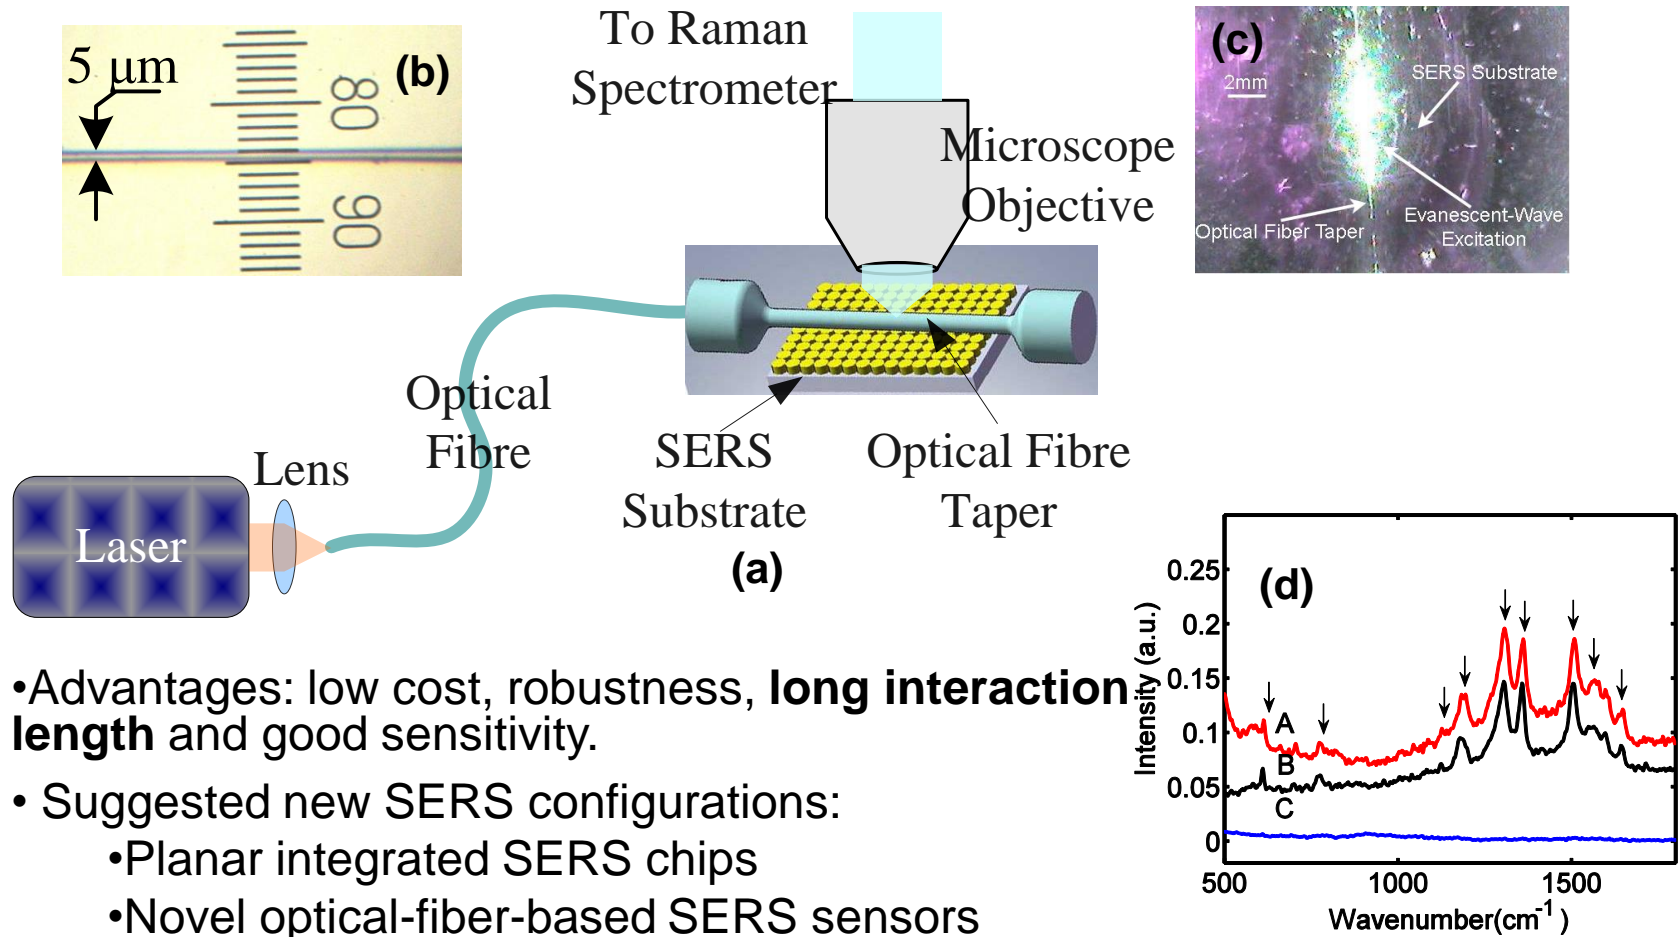 5 µm
(b)
80
90
To Raman
Spectrometer
Microscope
Objective
(c)
2mm
SERS Substrate
Optical Fiber Taper
Evanescent-Wave
Excitation
Optical
Fibre
Lens
Laser
SERS
Substrate
Optical Fibre
Taper
(a)
•Advantages: low cost, robustness, long interaction
length and good sensitivity.
• Suggested new SERS configurations:
•Planar integrated SERS chips
•Novel optical-fiber-based SERS sensors
(d)
Intensity (a.u.)
0.25
0.2
0.15
0.1
0.05
0
A
B
C
500
1000
1500
Wavenumber(cm⁻¹)